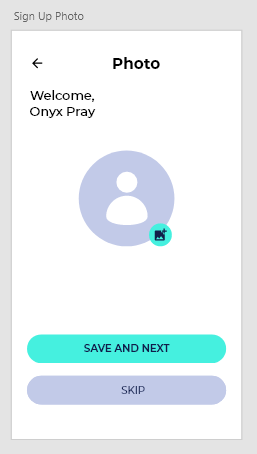 Sign Up Photo
Photo
Welcome,
Onyx Pray
SAVE AND NEXT
SKIP